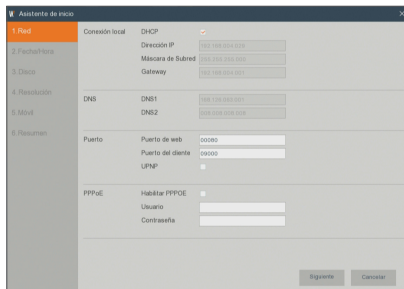 Asistente de inicio
1.Red
2.Fecha/Hora
3.Disco
4.Resolución
5.Móvil
6.Resumen
Conexión local DHCP
Dirección IP
Máscara de Subred
Gateway
DNS DNS1
DNS2
Puerto Puerto de web 00080
Puerto del cliente 09000
UPNP
PPPoE Habilitar PPPOE
Usuario
Contraseña
Siguiente Cancelar